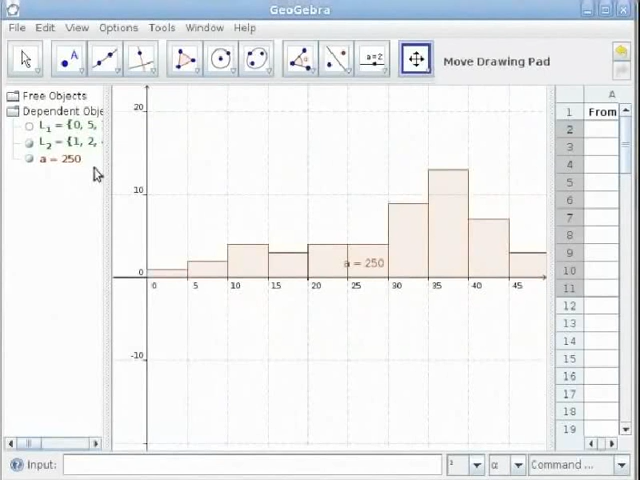 GeoGebra
File Edit View Options Tools Window Help
A
a=2
Move Drawing Pad
Free Objects
Dependent Obje
L1 = {0, 5,
L2 = {1, 2,
a = 250
20
10
0
-10
a = 250
0 5 10 15 20 25 30 35 40 45
A
1 From
2
3
4
5
6
7
8
9
10
11
12
13
14
15
16
17
18
19
Input:
α
Command ...